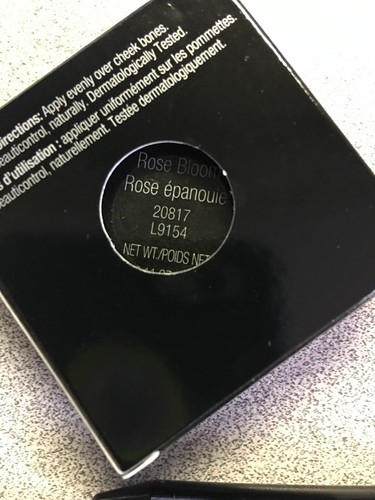 Directions: Apply evenly over cheek bones.
Beauticontrol, naturally. Dermatologically Tested.
d'utilisation : appliquer uniformément sur les pommettes.
Beauticontrol, naturellement. Testée dermatologiquement.
Rose Bloom
Rose épanouie
20817
L9154
NET WT./POIDS NET